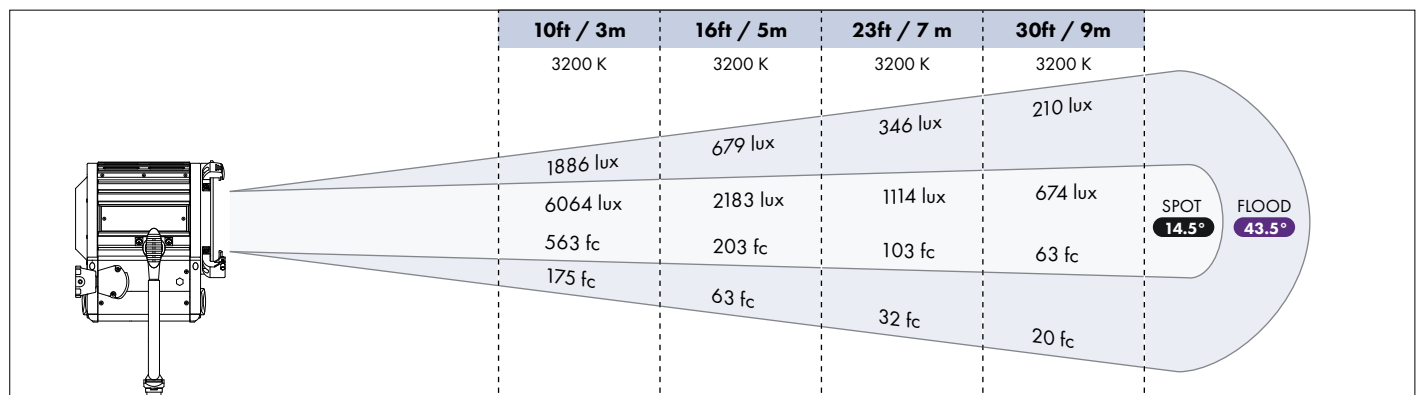 10ft / 3m 16ft / 5m 23ft / 7 m 30ft / 9m
3200 K 3200 K 3200 K 3200 K
1886 lux 679 lux 346 lux 210 lux
6064 lux 2183 lux 1114 lux 674 lux
SPOT FLOOD
14.5° 43.5°
563 fc 203 fc 103 fc 63 fc
175 fc 63 fc 32 fc 20 fc